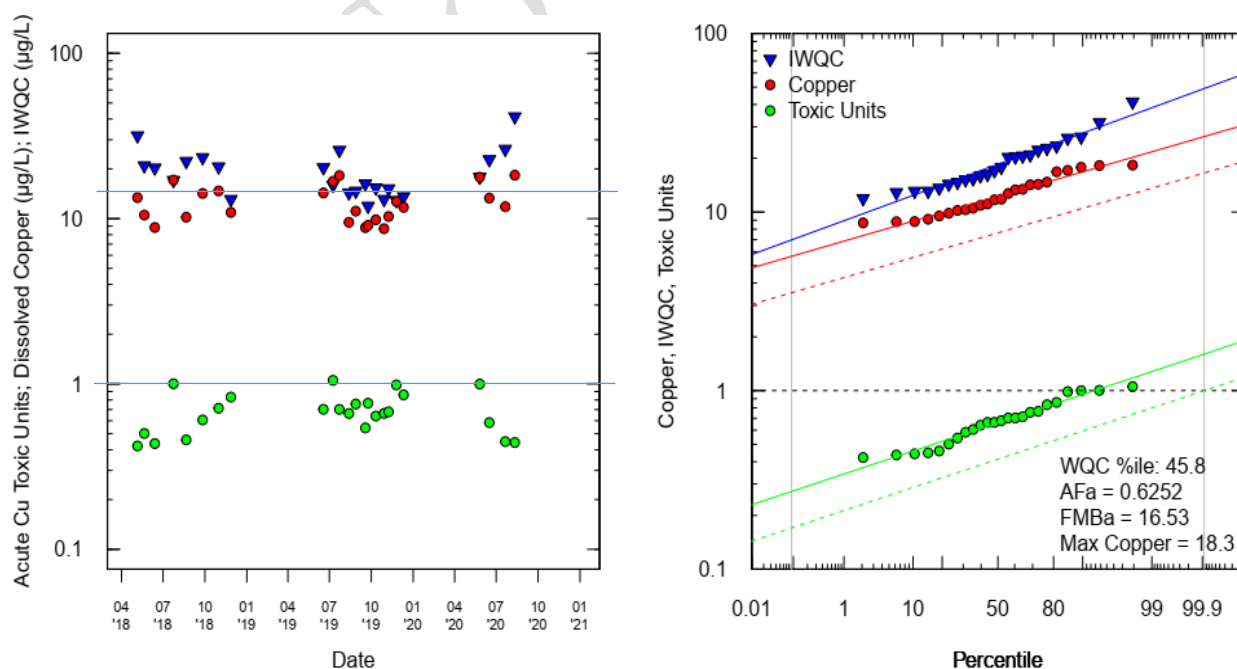 Acute Cu Toxic Units; Dissolved Copper (µg/L); IWQC (µg/L)
100
10
1
0.1
04 07 10 01 04 07 10 01 04 07 10 01
'18 '18 '18 '19 '19 '19 '19 '20 '20 '20 '20 '21
Date
Copper, IWQC, Toxic Units
100
10
1
0.1
IWQC
Copper
Toxic Units
WQC %ile: 45.8
AFa = 0.6252
FMBa = 16.53
Max Copper = 18.3
0.01 1 10 50 80 99 99.9
Percentile